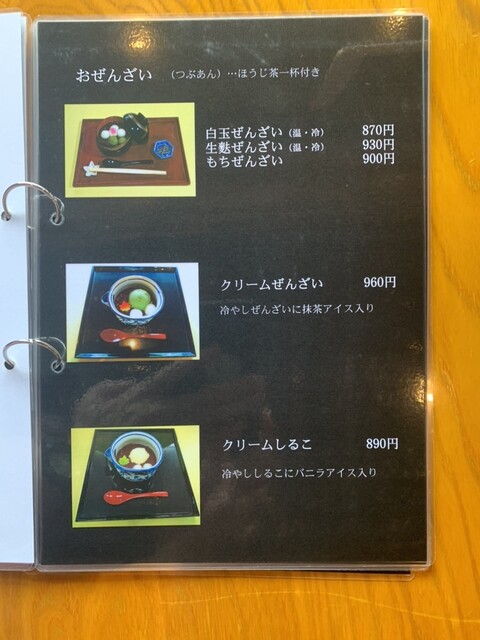 おぜんざい （つぶあん）…ほうじ茶一杯付き
白玉ぜんざい（温・冷） 870円
生麩ぜんざい（温・冷） 930円
もちぜんざい 900円
クリームぜんざい 960円
冷やしぜんざいに抹茶アイス入り
クリームしるこ 890円
冷やししるこにバニラアイス入り